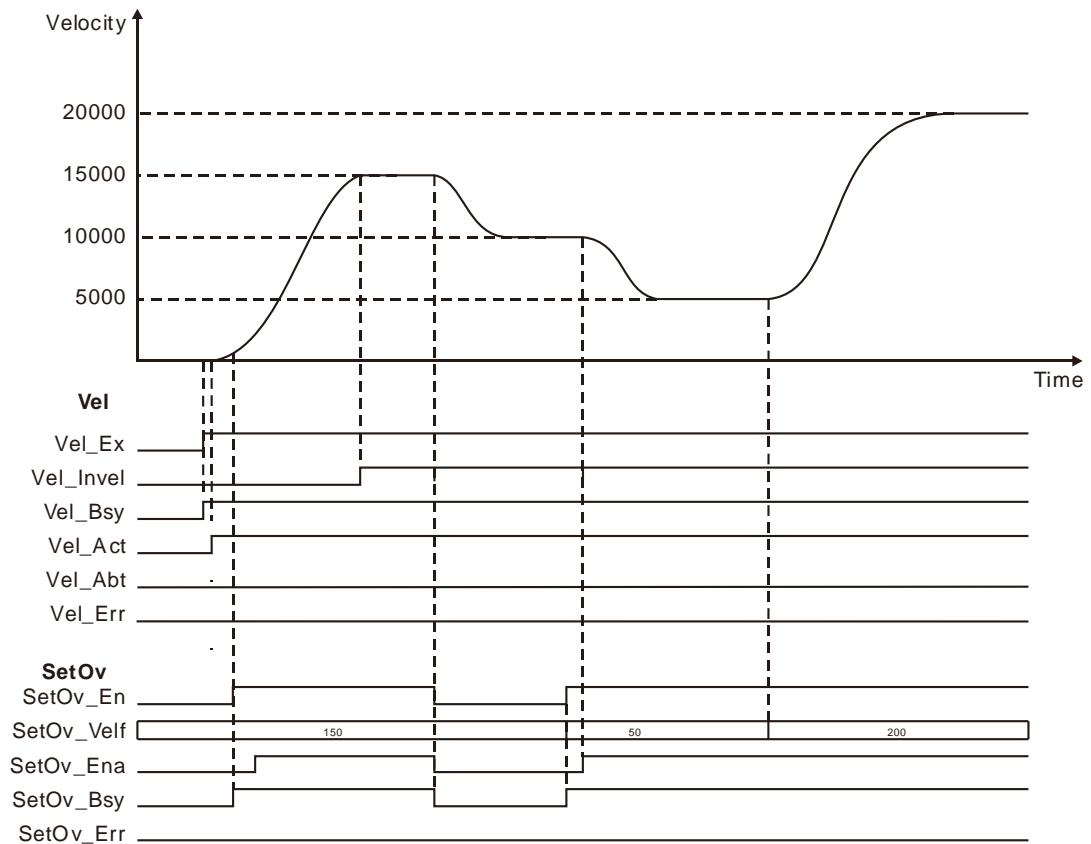 Velocity
20000
15000
10000
5000
Time
Vel
Vel_Ex
Vel_Invel
Vel_Bsy
Vel_Act
Vel_Abt
Vel_Err
SetOv
SetOv_En
SetOv_Velf 150 50 200
SetOv_Ena
SetOv_Bsy
SetOv_Err